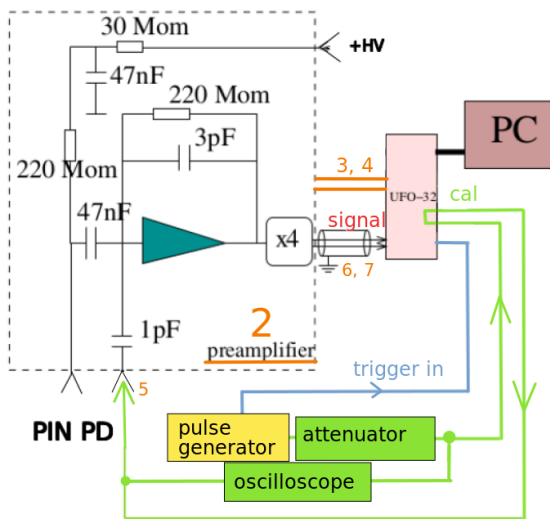 30 Mom
+HV
47nF
220 Mom
3pF
220 Mom
47nF
x4
3, 4
UFO-32
PC
cal
signal
6, 7
1pF
2
preamplifier
5
trigger in
PIN PD
pulse
generator
attenuator
oscilloscope